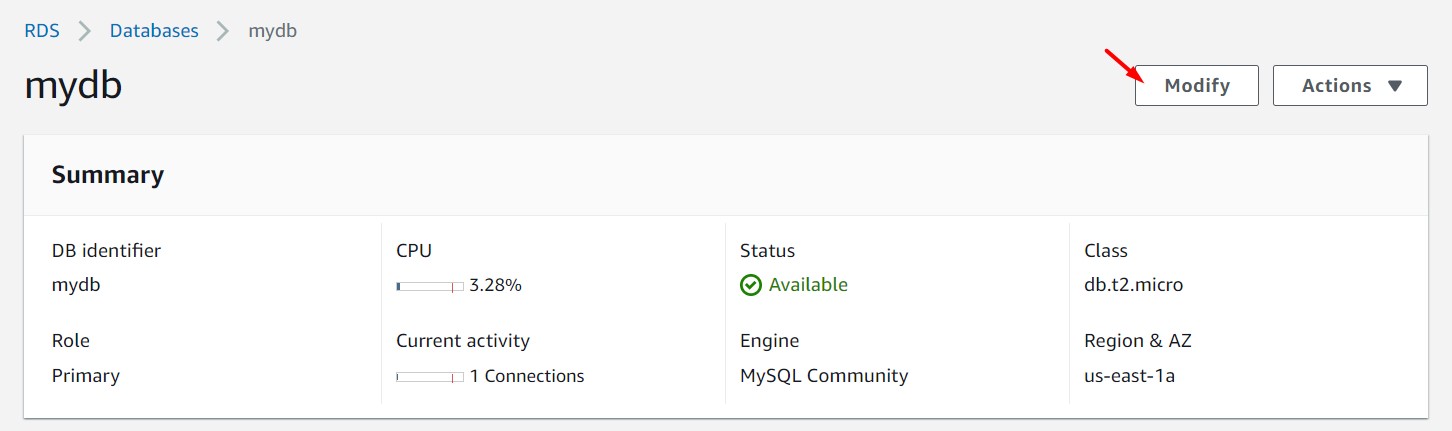 RDS Databases mydb
mydb
Modify Actions
Summary
DB identifier CPU Status Class
mydb 3.28% Available db.t2.micro
Role Current activity Engine Region & AZ
Primary 1 Connections MySQL Community us-east-1a